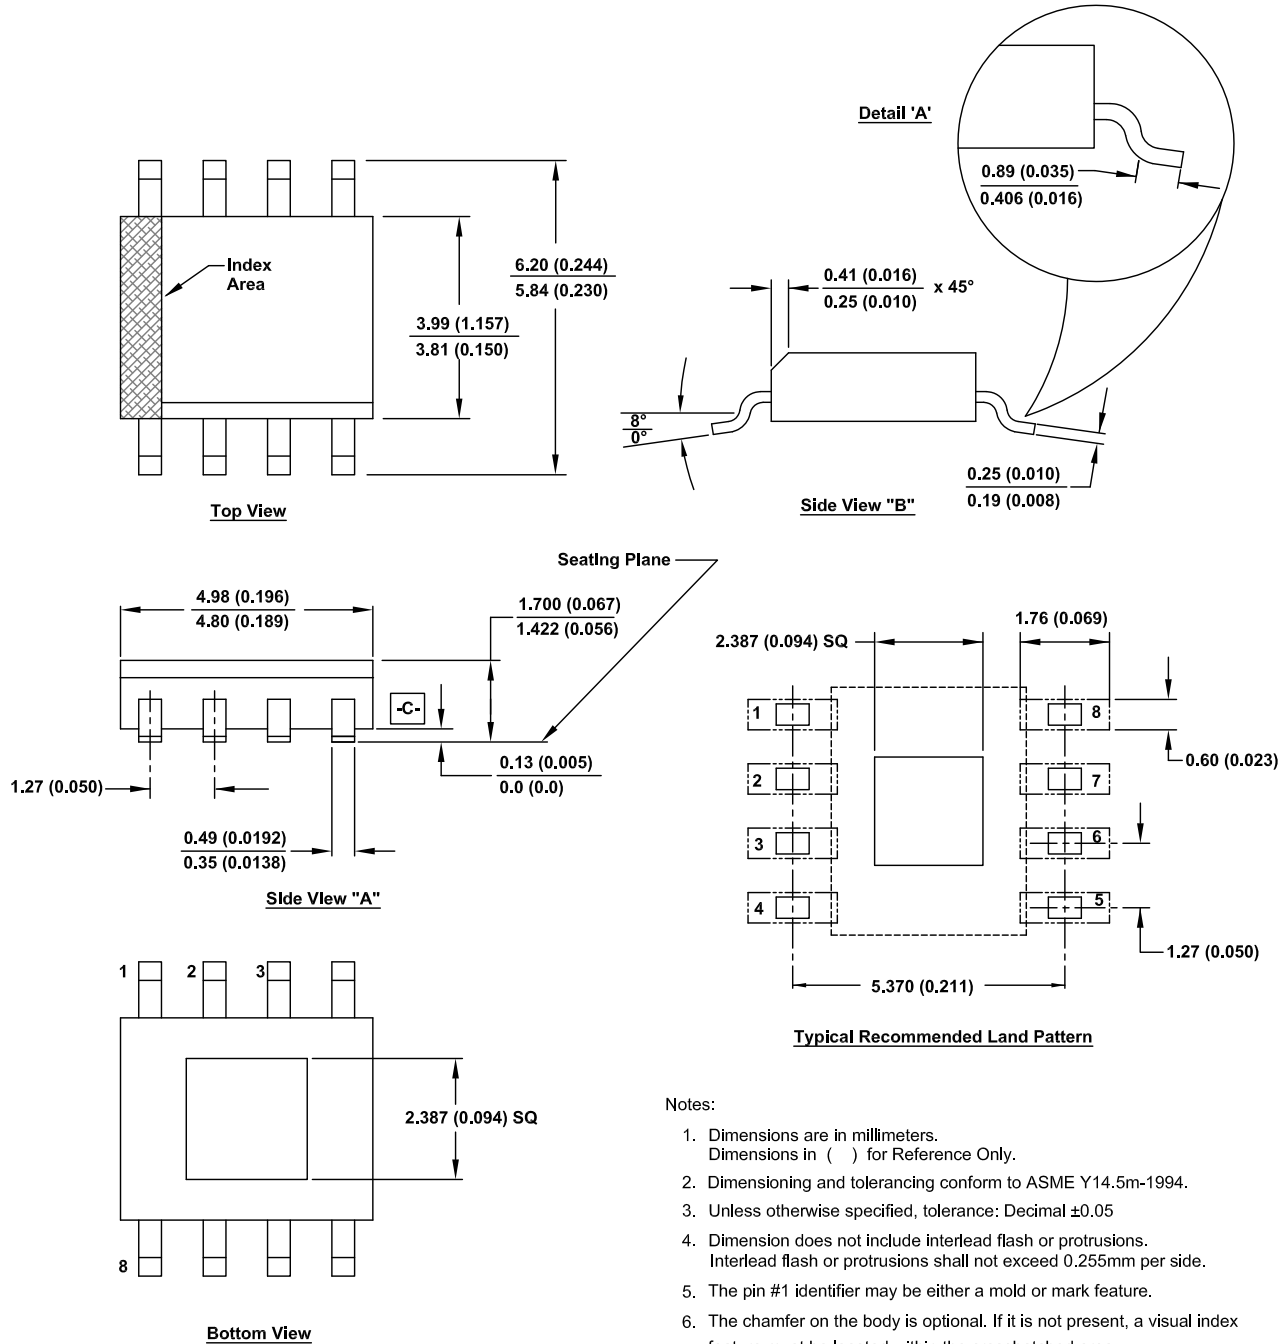 Detail 'A'
0.89 (0.035)
0.406 (0.016)
Index
Area
6.20 (0.244)
5.84 (0.230)
3.99 (1.157)
3.81 (0.150)
Top View
0.41 (0.016)
0.25 (0.010)
x 45°
8°
0°
0.25 (0.010)
0.19 (0.008)
Side View "B"
Seating Plane
4.98 (0.196)
4.80 (0.189)
1.700 (0.067)
1.422 (0.056)
-C-
0.13 (0.005)
0.0 (0.0)
1.27 (0.050)
0.49 (0.0192)
0.35 (0.0138)
Side View "A"
2.387 (0.094) SQ
1.76 (0.069)
1
8
0.60 (0.023)
2
7
3
6
4
5
1.27 (0.050)
5.370 (0.211)
Typical Recommended Land Pattern
1
2
3
2.387 (0.094) SQ
8
Bottom View
Notes:
1. Dimensions are in millimeters.
Dimensions in ( ) for Reference Only.
2. Dimensioning and tolerancing conform to ASME Y14.5m-1994.
3. Unless otherwise specified, tolerance: Decimal ±0.05
4. Dimension does not include interlead flash or protrusions.
Interlead flash or protrusions shall not exceed 0.255mm per side.
5. The pin #1 identifier may be either a mold or mark feature.
6. The chamfer on the body is optional. If it is not present, a visual index